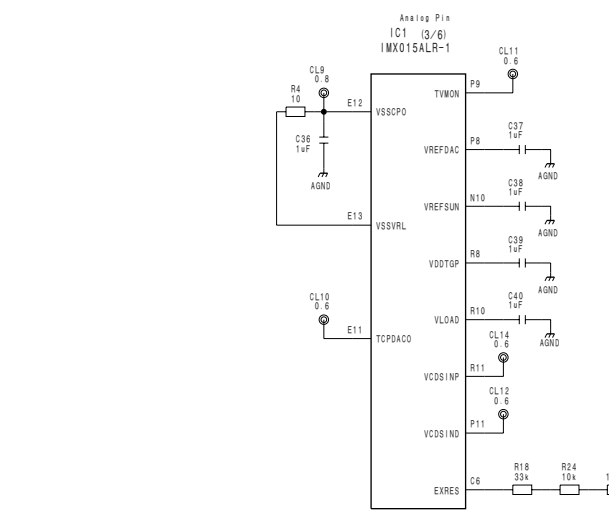 Analog Pin
IC1 (3/6)
IMX015ALR-1
CL11
0.6
CL9
0.8
R4
10
P9
TVMON
E12
VSSCPO
C36
1uF
AGND
C37
1uF
P8
VREFDAC
AGND
C38
1uF
N10
VREFSUN
AGND
E13
VSSVRL
C39
1uF
R8
VDDTGP
AGND
CL10
0.6
C40
1uF
R10
VLOAD
AGND
E11
TCPDACO
CL14
0.6
R11
VCDSINP
CL12
0.6
P11
VCDSIND
R18
33k
R24
10k
C6
EXRES